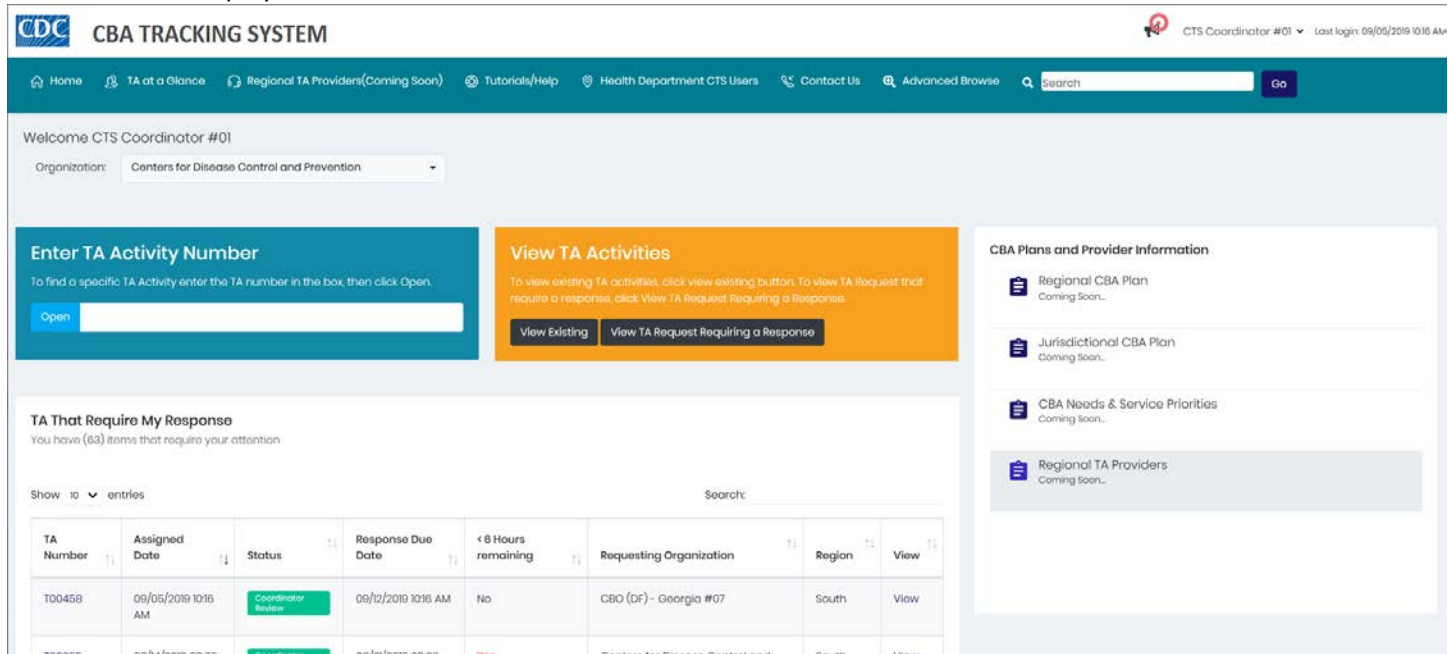 CDC CBA TRACKING SYSTEM
CTS Coordinator #01 Last login: 09/05/2019 10:16 AM
Home TA at a Glance Regional TA Providers(Coming Soon) Tutorials/Help Health Department CTS Users Contact Us Advanced Browse Search Go
Welcome CTS Coordinator #01
Organization: Centers for Disease Control and Prevention
Enter TA Activity Number
To find a specific TA Activity enter the TA number in the box, then click Open.
Open
View TA Activities
To view existing TA activities, click view existing button. To view TA Request that
require a response, click View TA Request Requiring a Response.
View Existing View TA Request Requiring a Response
CBA Plans and Provider Information
Regional CBA Plan
Coming Soon...
Jurisdictional CBA Plan
Coming Soon...
CBA Needs & Service Priorities
Coming Soon...
Regional TA Providers
Coming Soon...
TA That Require My Response
You have (63) items that require your attention
Show 10 entries Search:
TA Number Assigned Date Status Response Due Date < 6 Hours remaining Requesting Organization Region View
T00458 09/05/2019 10:16 AM Coordinator Review 09/12/2019 10:16 AM No CBO (DF) - Georgia #07 South View